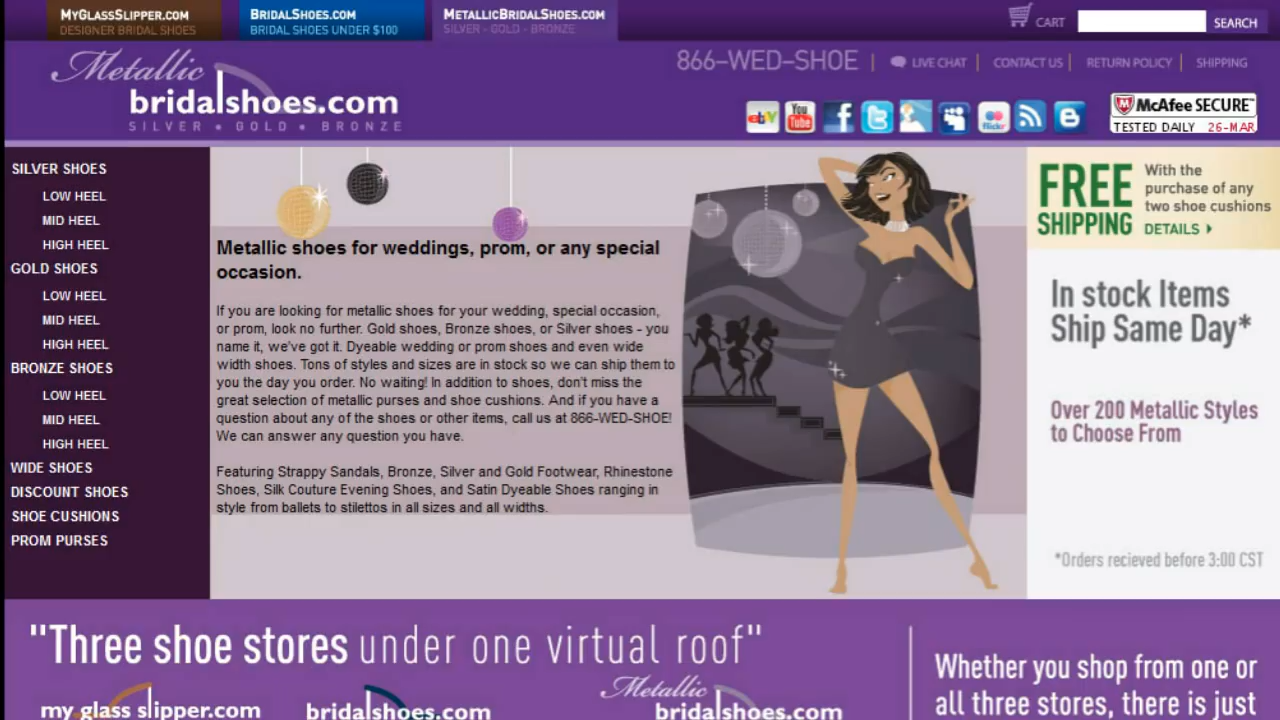 MYGLASSSLIPPER.COM
DESIGNER BRIDAL SHOES
BRIDALSHOES.COM
BRIDAL SHOES UNDER $100
METALLICBRIDALSHOES.COM
SILVER - GOLD - BRONZE
CART
SEARCH
Metallic
bridalshoes.com
SILVER • GOLD • BRONZE
866-WED-SHOE | LIVE CHAT | CONTACT US | RETURN POLICY | SHIPPING
ebY
You
Tube
flickr
McAfee SECURE™
TESTED DAILY 26-MAR
SILVER SHOES
LOW HEEL
MID HEEL
HIGH HEEL
GOLD SHOES
LOW HEEL
MID HEEL
HIGH HEEL
BRONZE SHOES
LOW HEEL
MID HEEL
HIGH HEEL
WIDE SHOES
DISCOUNT SHOES
SHOE CUSHIONS
PROM PURSES
Metallic shoes for weddings, prom, or any special
occasion.
If you are looking for metallic shoes for your wedding, special occasion,
or prom, look no further. Gold shoes, Bronze shoes, or Silver shoes - you
name it, we've got it. Dyeable wedding or prom shoes and even wide
width shoes. Tons of styles and sizes are in stock so we can ship them to
you the day you order. No waiting! In addition to shoes, don't miss the
great selection of metallic purses and shoe cushions. And if you have a
question about any of the shoes or other items, call us at 866-WED-SHOE!
We can answer any question you have.
Featuring Strappy Sandals, Bronze, Silver and Gold Footwear, Rhinestone
Shoes, Silk Couture Evening Shoes, and Satin Dyeable Shoes ranging in
style from ballets to stilettos in all sizes and all widths.
FREE
SHIPPING
With the
purchase of any
two shoe cushions
DETAILS
In stock Items
Ship Same Day*
Over 200 Metallic Styles
to Choose From
*Orders recieved before 3:00 CST
"Three shoe stores under one virtual roof"
my glass slipper.com
bridalshoes.com
Metallic
bridalshoes.com
Whether you shop from one or
all three stores, there is just